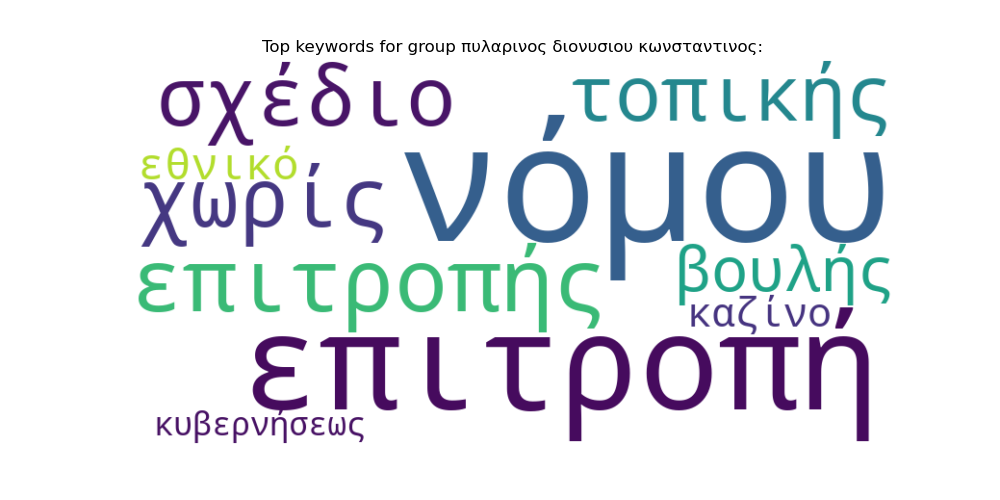 Top keywords for group πυλαρινος διονυσιου κωνσταντινος:
σχέδιο
τοπικής
εθνικό
νόμου
χωρίς
επιτροπής
βουλής
καζίνο
επιτροπή
κυβερνήσεως